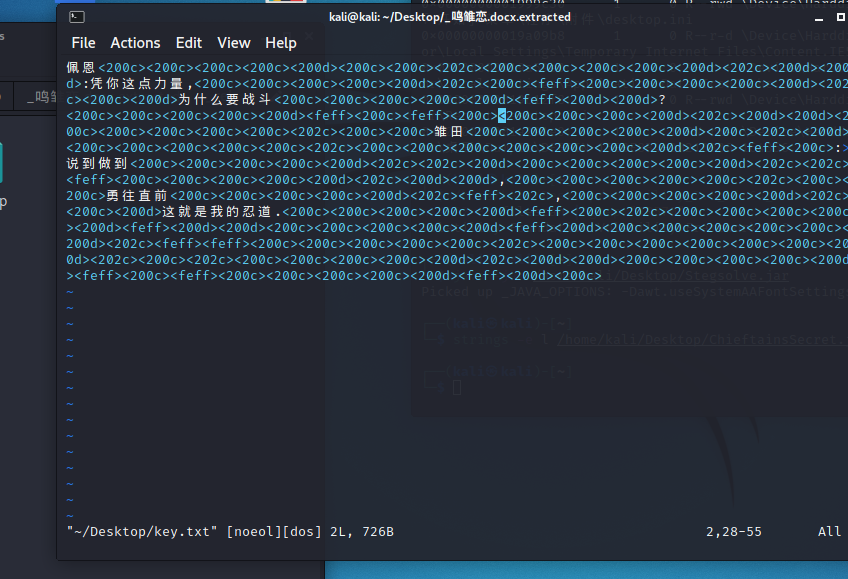 kali@kali: ~/Desktop/_鸣雏恋.docx.extracted
File Actions Edit View Help
佩恩<200c><200c><200c><200c><200d><200c><200c><202c><200c><200c><200c><200c><200d><202c><200d><200
d>:凭你这点力量,<200c><200c><200c><200c><200d><200c><200c><feff><200c><200c><200c><200c><200d><202
c><200c><200d>为什么要战斗<200c><200c><200c><200c><200d><feff><200d><200d>?
<200c><200c><200c><200c><200d><feff><200c><feff><200c><200c><200c><200c><200d><202c><200d><200d><2
00c><200c><200c><200c><200c><202c><200c><200c>雏田<200c><200c><200c><200c><200d><200c><202c><200d>
<200c><200c><200c><200c><200d><202c><200c><200c><200c><200c><200c><200c><200d><202c><feff><200c>:>
说到做到<200c><200c><200c><200c><200d><202c><202c><200d><200c><200c><200c><200c><200d><202c><200c>
<feff><200c><200c><200c><200c><200d><202c><200d><200d>,<200c><200c><200c><200c><202c><200c>
200c>勇往直前<200c><200c><200c><200c><200d><202c><feff><202c>,<200c><200c><200c><200c><200d><202c>
<200c><200d>这就是我的忍道.<200c><200c><200c><200c><200d><feff><200c><202c><200c><200c><200c><200c
><200d><feff><200d><200d><200c><200c><200c><200c><200d><feff><200d><200c><200c><200c><200c><200c><
200d><202c><feff><feff><200c><200c><200c><200c><200c><202c><200c><200c><200c><200c><200c><200c><20
0d><202c><200c><202c><200c><200c><200c><200c><200d><202c><200d><200d><200c><200c><200c><200c><200d
><feff><200c><feff><200c><200c><200c><200c><200d><feff><200d><200c>
"~/Desktop/key.txt" [noeol][dos] 2L, 726B
2,28-55
All